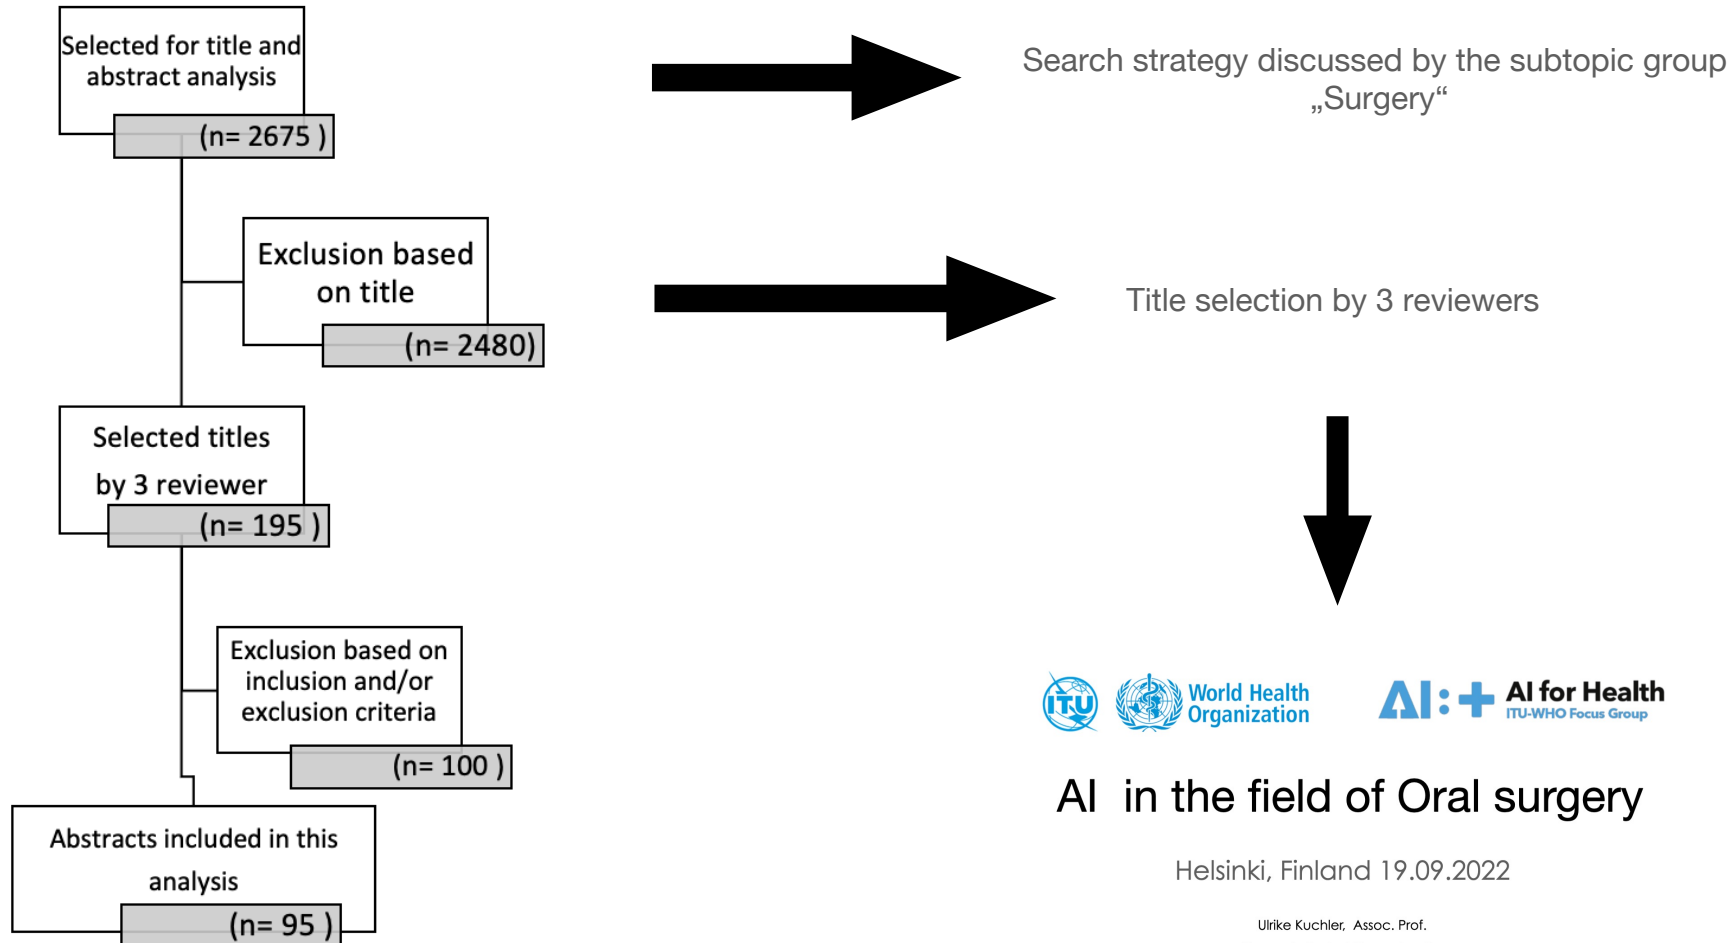 Selected for title and
abstract analysis
(n= 2675 )
Exclusion based
on title
(n= 2480)
Selected titles
by 3 reviewer
(n= 195 )
Exclusion based on
inclusion and/or
exclusion criteria
(n= 100 )
Abstracts included in this
analysis
(n= 95 )
Search strategy discussed by the subtopic group
„Surgery“
Title selection by 3 reviewers
ITU
World Health
Organization
AI:+
AI for Health
ITU-WHO Focus Group
AI  in the field of Oral surgery
Helsinki, Finland 19.09.2022
Ulrike Kuchler,  Assoc. Prof.